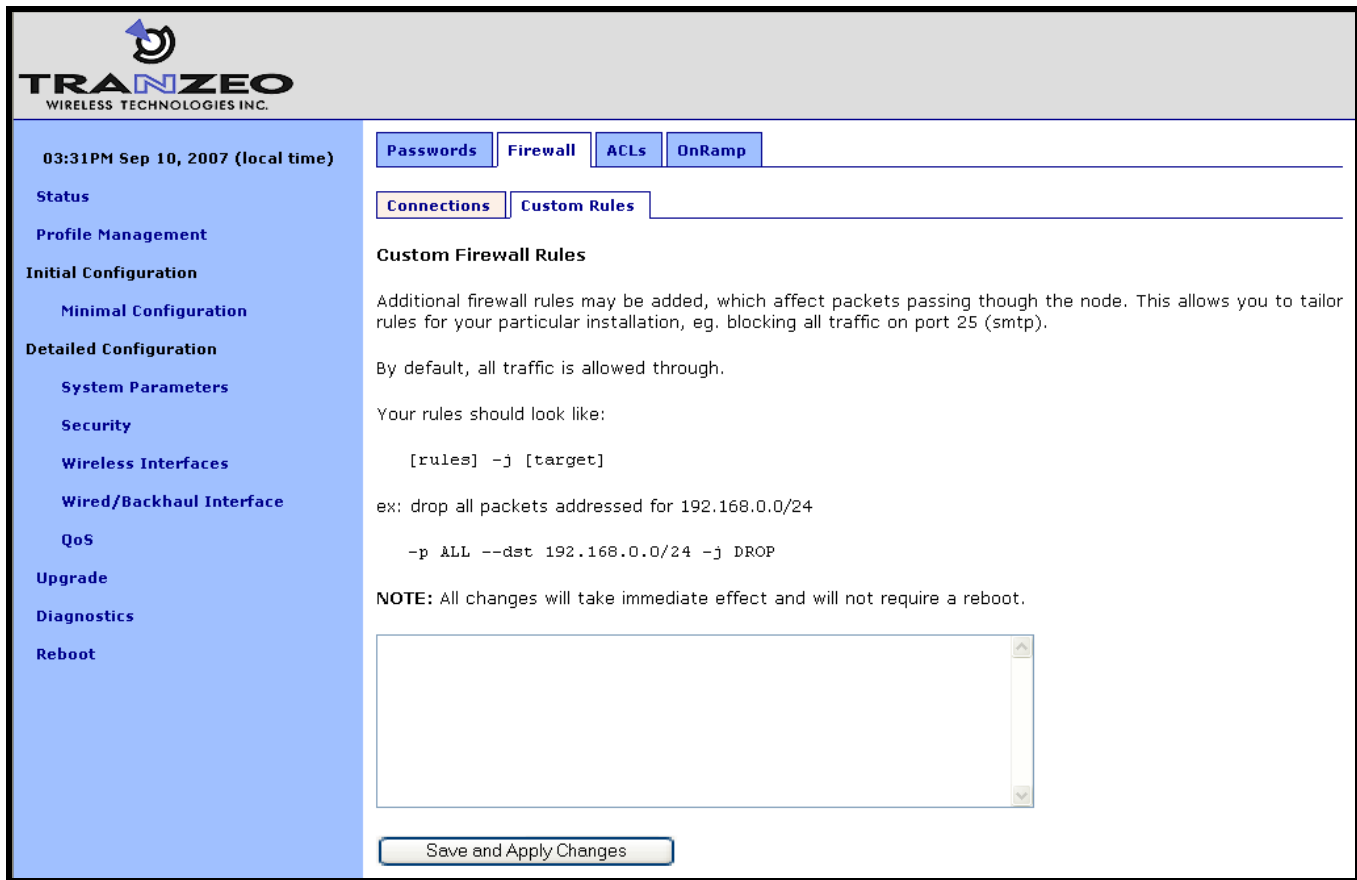 TRANZEO
WIRELESS TECHNOLOGIES INC.
03:31PM Sep 10, 2007 (local time)
Status
Profile Management
Initial Configuration
Minimal Configuration
Detailed Configuration
System Parameters
Security
Wireless Interfaces
Wired/Backhaul Interface
QoS
Upgrade
Diagnostics
Reboot
Passwords Firewall ACLs OnRamp
Connections Custom Rules
Custom Firewall Rules
Additional firewall rules may be added, which affect packets passing though the node. This allows you to tailor
rules for your particular installation, eg. blocking all traffic on port 25 (smtp).
By default, all traffic is allowed through.
Your rules should look like:
[rules] -j [target]
ex: drop all packets addressed for 192.168.0.0/24
-p ALL --dst 192.168.0.0/24 -j DROP
NOTE: All changes will take immediate effect and will not require a reboot.
Save and Apply Changes